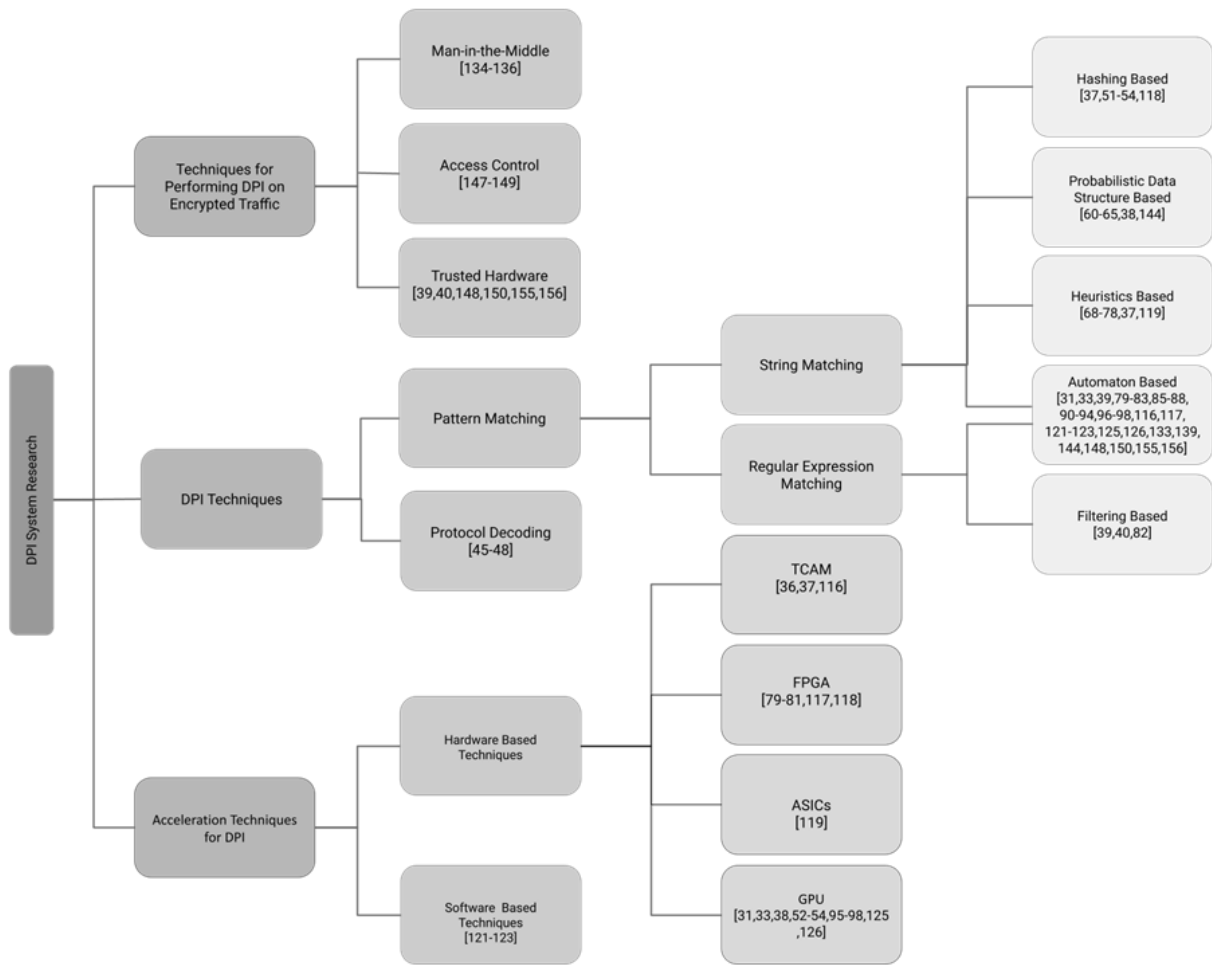 DPI System Research
Techniques for
Performing DPI on
Encrypted Traffic
Man-in-the-Middle
[134-136]
Access Control
[147-149]
Trusted Hardware
[39,40,148,150,155,156]
DPI Techniques
Pattern Matching
String Matching
Hashing Based
[37,51-54,118]
Probabilistic Data
Structure Based
[60-65,38,144]
Heuristics Based
[68-78,37,119]
Automaton Based
[31,33,39,79-83,85-88,
90-94,96-98,116,117,
121-123,125,126,133,139,
144,148,150,155,156]
Regular Expression
Matching
Filtering Based
[39,40,82]
Protocol Decoding
[45-48]
Acceleration Techniques
for DPI
Hardware Based
Techniques
TCAM
[36,37,116]
FPGA
[79-81,117,118]
ASICs
[119]
GPU
[31,33,38,52-54,95-98,125
,126]
Software Based
Techniques
[121-123]